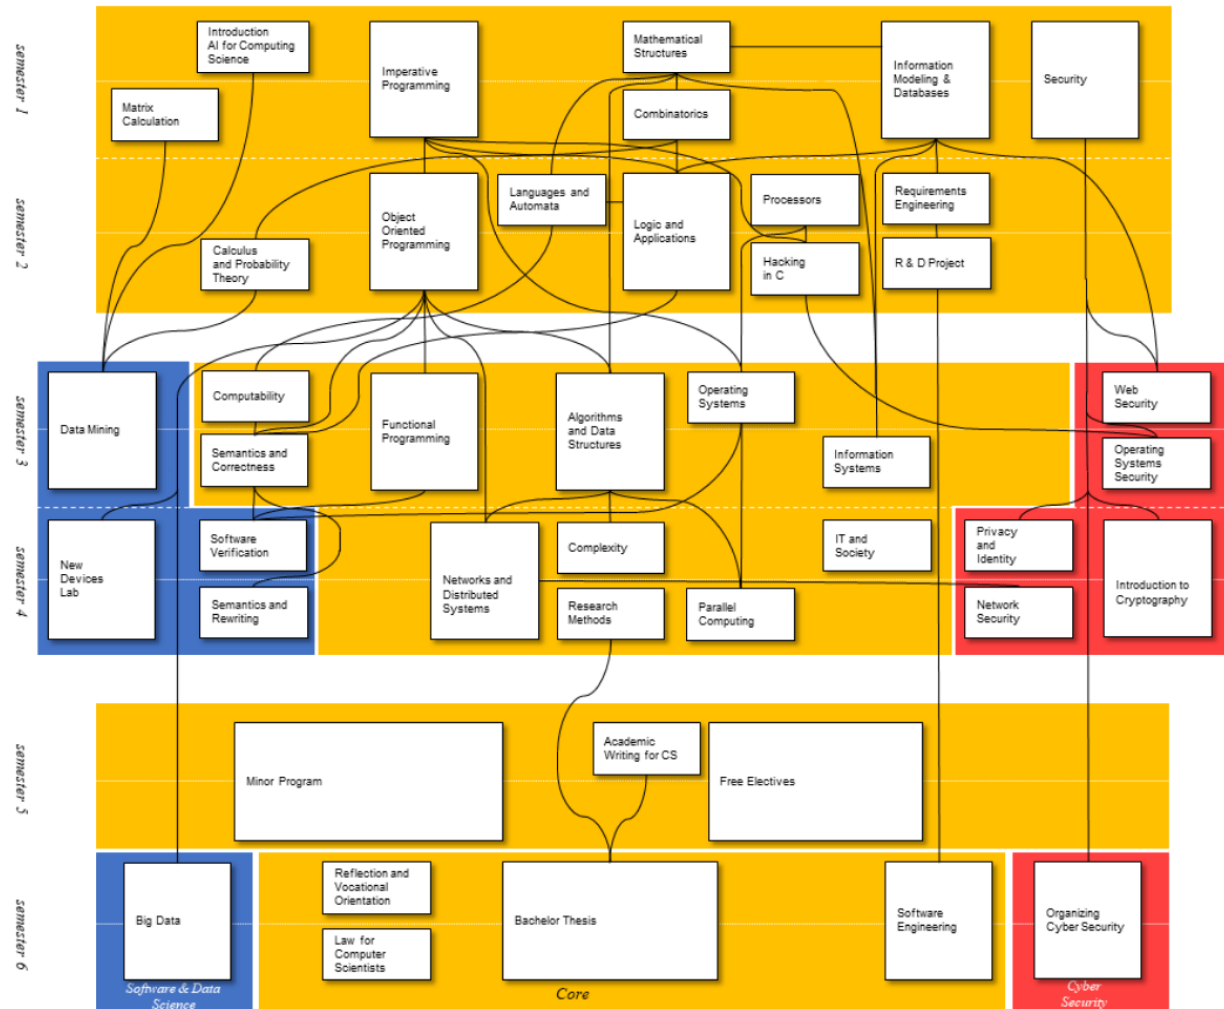 semester 1
Introduction
AI for Computing
Science
Matrix
Calculation
Imperative
Programming
Mathematical
Structures
Combinatorics
Information
Modeling &
Databases
Security
semester 2
Calculus
and Probability
Theory
Object
Oriented
Programming
Languages and
Automata
Logic and
Applications
Processors
Hacking
in C
Requirements
Engineering
R & D Project
semester 3
Data Mining
Computability
Semantics and
Correctness
Functional
Programming
Algorithms
and Data
Structures
Operating
Systems
Information
Systems
Web
Security
Operating
Systems
Security
semester 4
New
Devices
Lab
Software
Verification
Semantics and
Rewriting
Networks and
Distributed
Systems
Complexity
Research
Methods
Parallel
Computing
IT and
Society
Privacy
and
Identity
Network
Security
Introduction to
Cryptography
semester 5
Minor Program
Academic
Writing for CS
Free Electives
semester 6
Big Data
Reflection and
Vocational
Orientation
Law for
Computer
Scientists
Bachelor Thesis
Software
Engineering
Organizing
Cyber Security
Software & Data
Science
Core
Cyber
Security